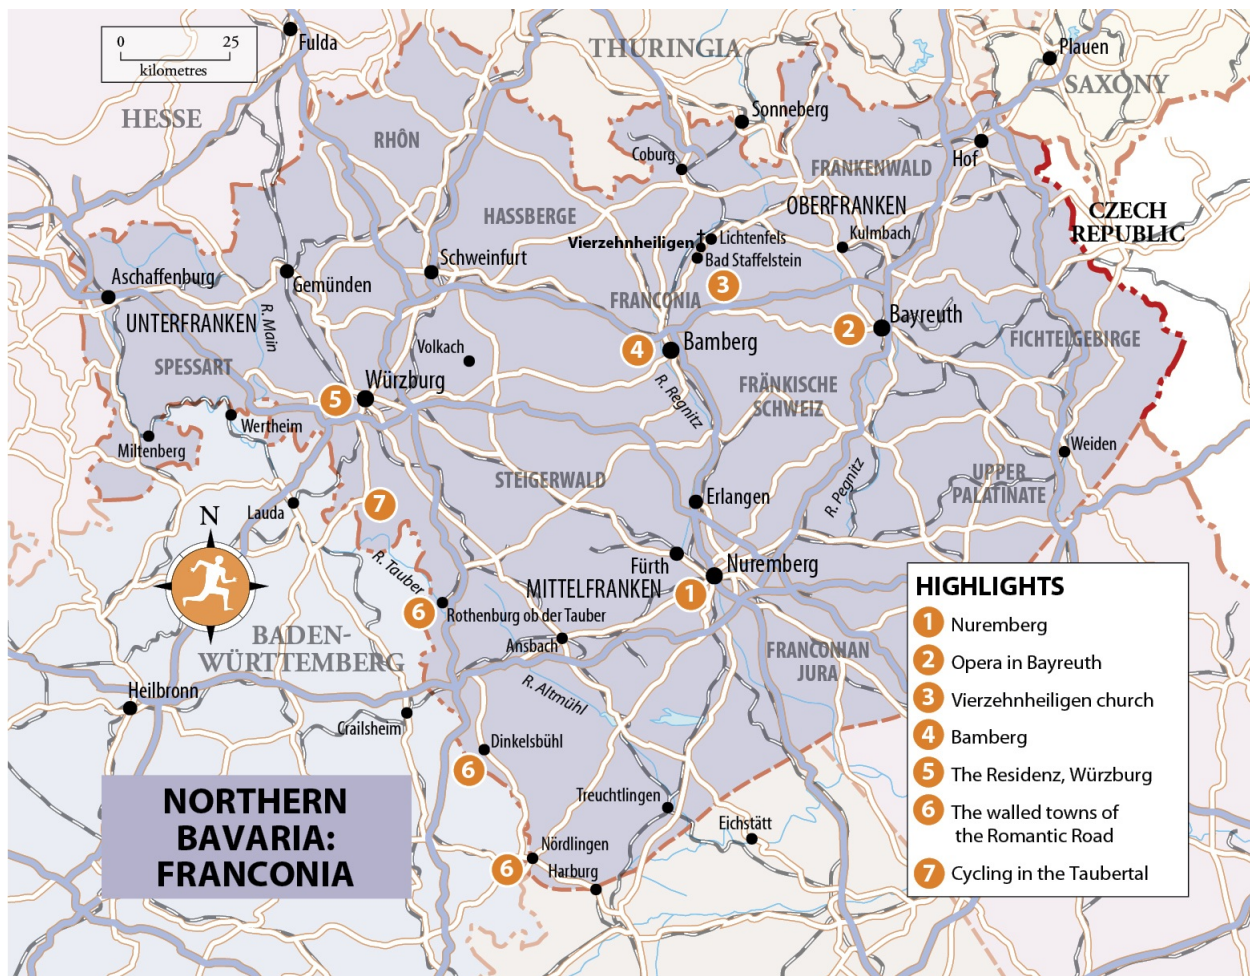 0 25
kilometres
Fulda
THURINGIA
Plauen
SAXONY
HESSE
RHÔN
Sonneberg
Coburg
Hof
FRANKENWALD
HASSBERGE
OBERFRANKEN
CZECH
REPUBLIC
Vierzehnheiligen
Lichtenfels
Kulmbach
Bad Staffelstein
Aschaffenburg
Gemünden
Schweinfurt
3
FRANCONIA
R. Main
UNTERFRANKEN
2
Bayreuth
FICHTELGEBIRGE
4
Bamberg
Volkach
SPESSART
Würzburg
5
R. Regnitz
FRÄNKISCHE
SCHWEIZ
Wertheim
Miltenberg
Weiden
STEIGERWALD
UPPER
PALATINATE
R. Pegnitz
Erlangen
7
Lauda
N
R. Tauber
Fürth
Nuremberg
MITTELFRANKEN
1
6
Rothenburg ob der Tauber
Ansbach
BADEN-
WÜRTTEMBERG
FRANCONIAN
JURA
R. Altmühl
Heilbronn
Crailsheim
Dinkelsbühl
6
Treuchtlingen
Eichstätt
Nördlingen
6
Harburg
NORTHERN
BAVARIA:
FRANCONIA
HIGHLIGHTS
1 Nuremberg
2 Opera in Bayreuth
3 Vierzehnheiligen church
4 Bamberg
5 The Residenz, Würzburg
6 The walled towns of
the Romantic Road
7 Cycling in the Taubertal